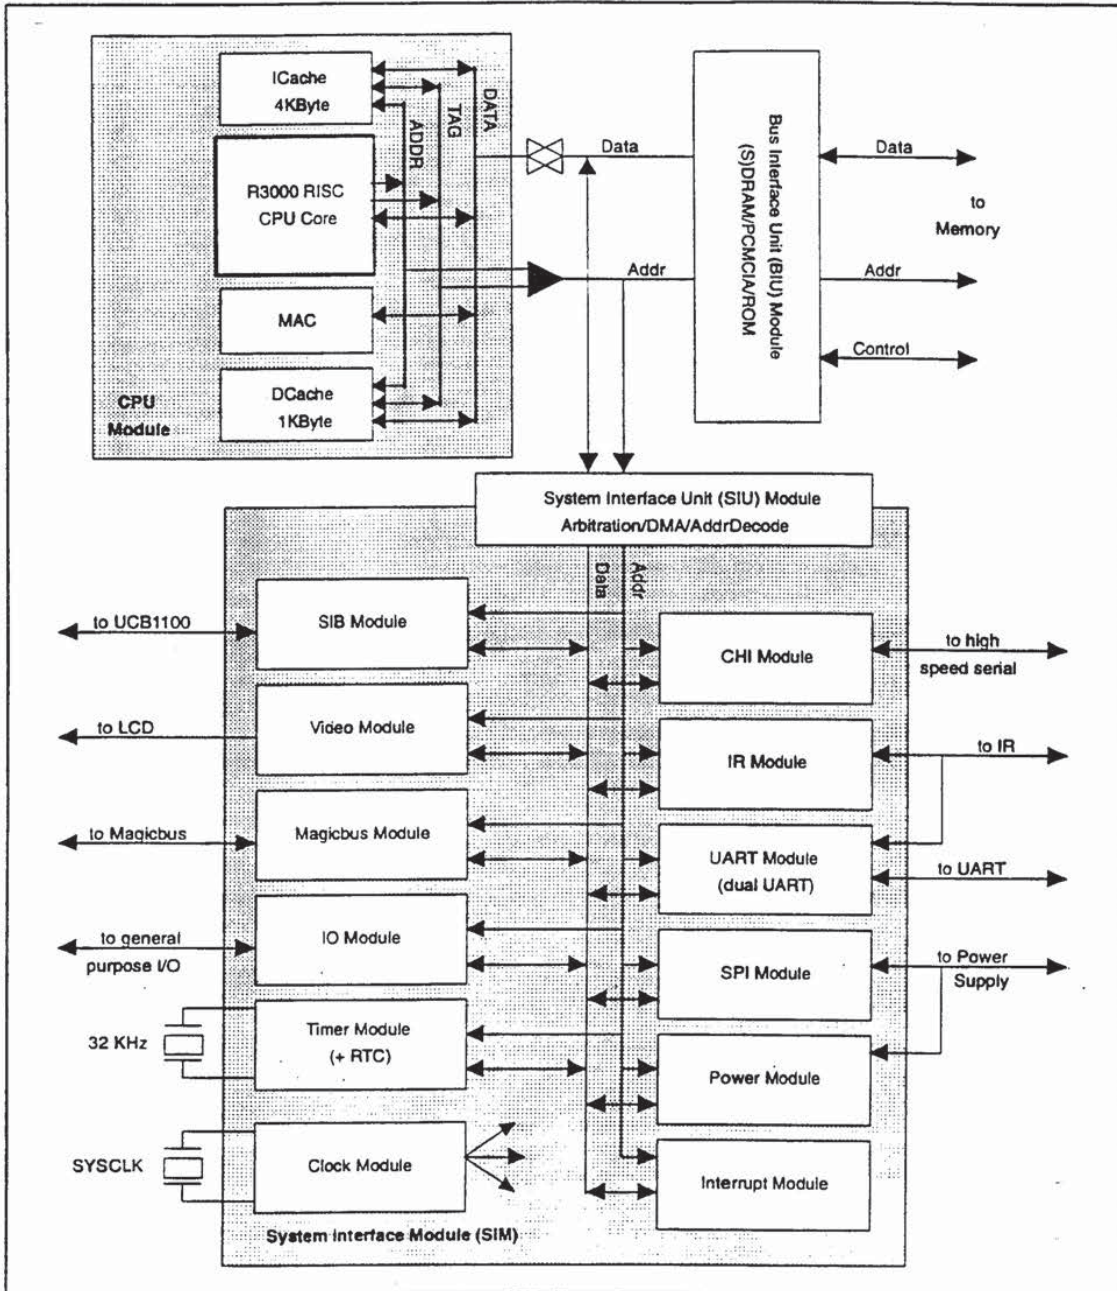 ICache
4KByte
R3000 RISC
CPU Core
MAC
DCache
1KByte
CPU
Module
ADDR
TAG
DATA
Data
Addr
Bus Interface Unit (BIU) Module
(S)DRAM/PCMCIA/ROM
Data
to
Memory
Addr
Control
System Interface Unit (SIU) Module
Arbitration/DMA/AddrDecode
Data
Addr
to UCB1100
SIB Module
to LCD
Video Module
to Magicbus
Magicbus Module
to general
purpose I/O
IO Module
32 KHz
Timer Module
(+ RTC)
SYSCLK
Clock Module
CHI Module
to high
speed serial
IR Module
to IR
UART Module
(dual UART)
to UART
SPI Module
to Power
Supply
Power Module
Interrupt Module
System Interface Module (SIM)